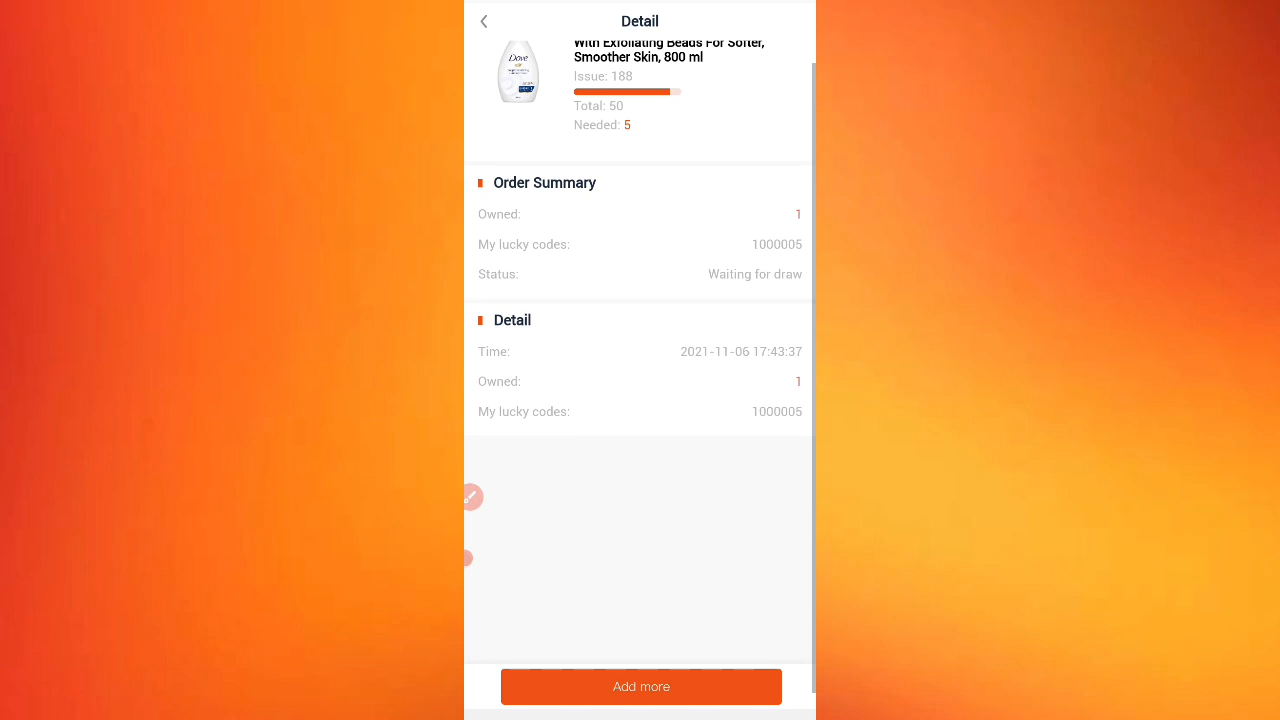 Detail
With Exfoliating Beads For Softer,
Smoother Skin, 800 ml
Dove
Issue: 188
Total: 50
Needed: 5
Order Summary
Owned: 1
My lucky codes: 1000005
Status: Waiting for draw
Detail
Time: 2021-11-06 17:43:37
Owned: 1
My lucky codes: 1000005
Add more